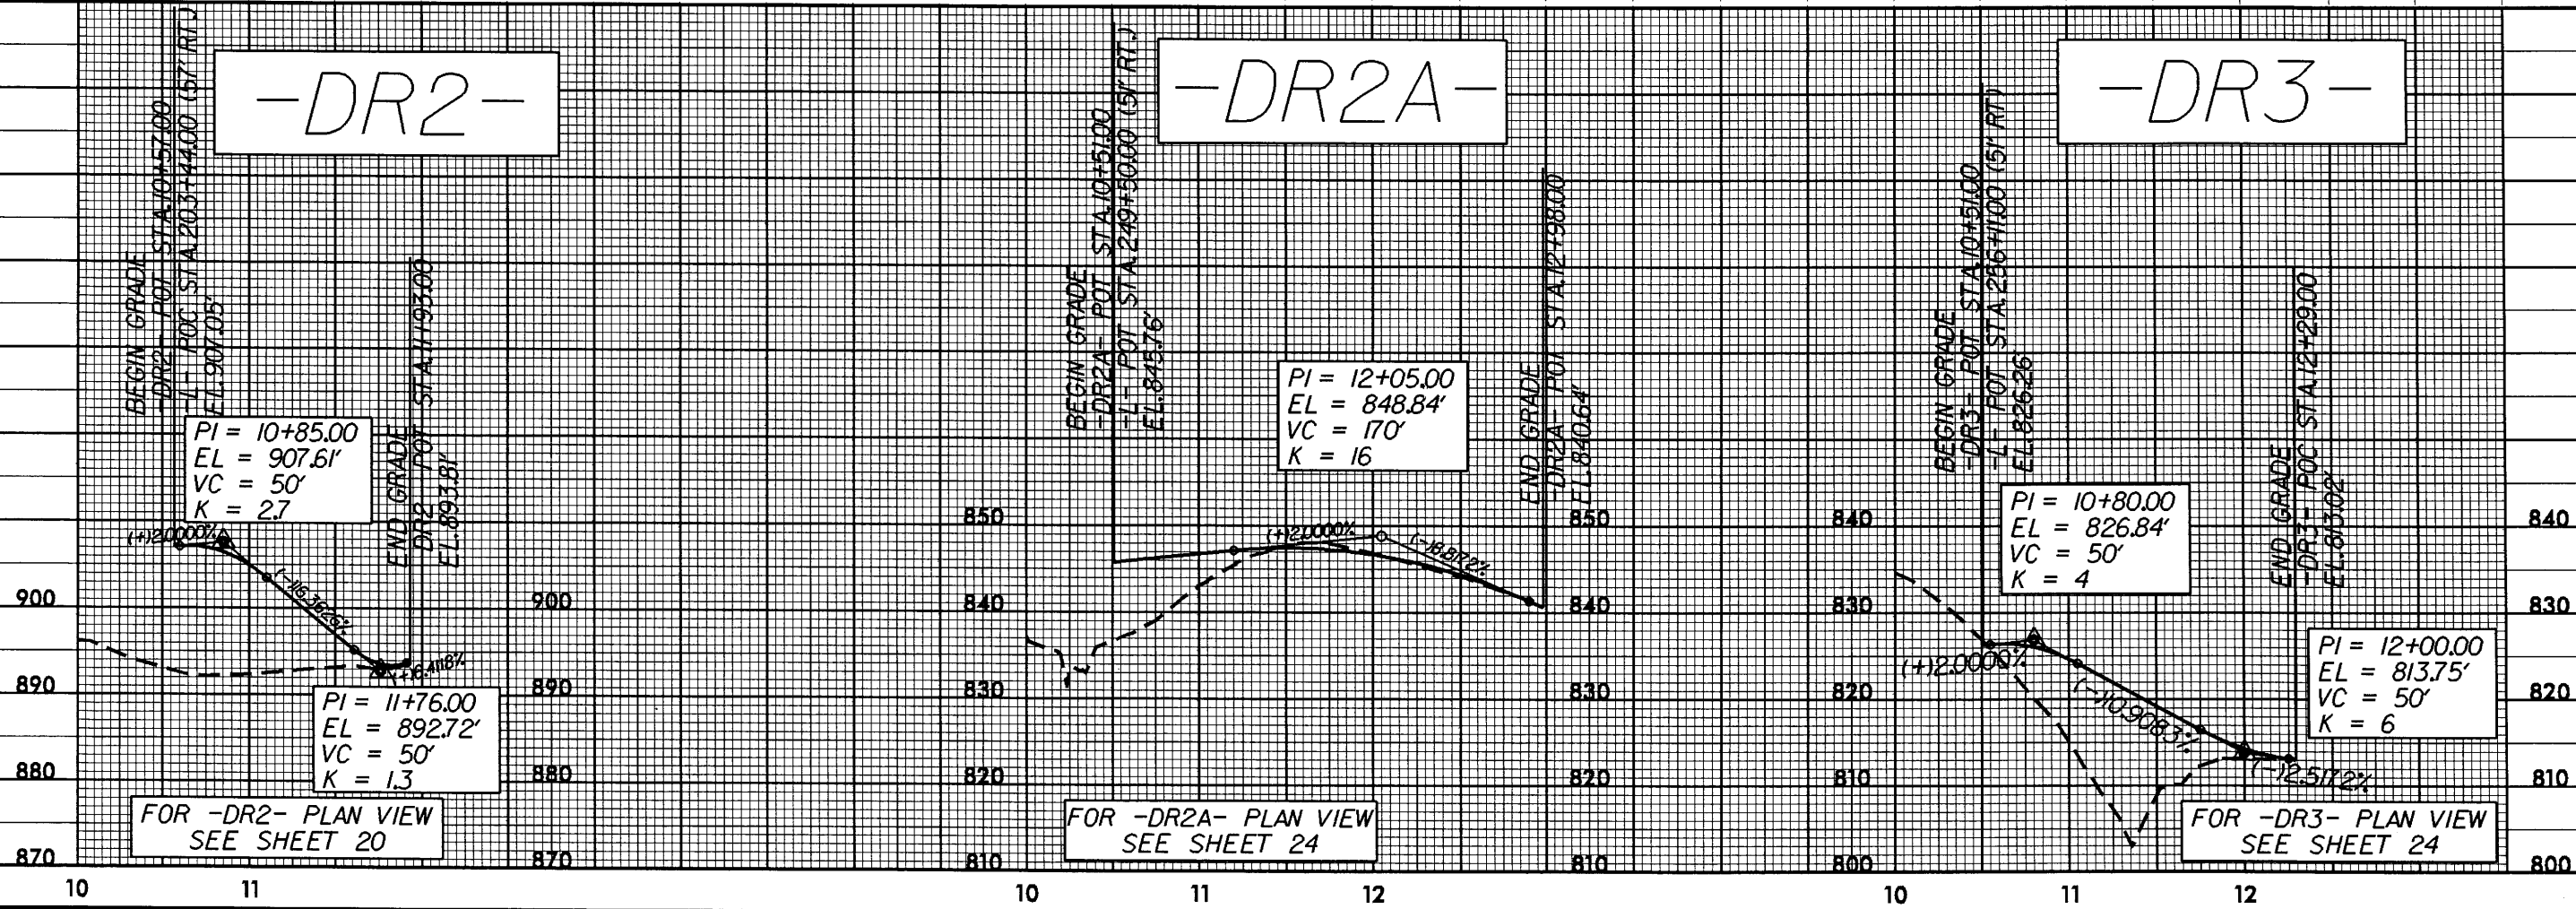 -DR2-
BEGIN GRADE
-DR2- POT STA.10+57.00
-L- POC STA.203+44.00 (57' RT.)
EL.907.05'
PI = 10+85.00
EL = 907.61'
VC = 50'
K = 2.7
END GRADE
DR2 POT STA.11+93.00
EL.893.81'
(+)2.0000%
(-)16.3626%
(+)6.4118%
PI = 11+76.00
EL = 892.72'
VC = 50'
K = 1.3
FOR -DR2- PLAN VIEW
SEE SHEET 20
900
890
880
870
900
890
880
870
10
11
-DR2A-
BEGIN GRADE
-DR2A- POT STA.10+51.00
-L- POT STA.249+50.00 (51' RT.)
EL.845.76'
PI = 12+05.00
EL = 848.84'
VC = 170'
K = 16
END GRADE
-DR2A- POT STA.12+98.00
EL.840.64'
(+)2.0000%
(-)8.8172%
850
840
830
820
810
850
840
830
820
810
FOR -DR2A- PLAN VIEW
SEE SHEET 24
10
11
12
-DR3-
BEGIN GRADE
-DR3- POT STA.10+51.00
-L- POT STA.256+11.00 (51' RT.)
EL.826.26'
PI = 10+80.00
EL = 826.84'
VC = 50'
K = 4
END GRADE
-DR3- POC STA.12+29.00
EL.813.02'
(+)2.0000%
(-)10.9083%
(-)2.5172%
PI = 12+00.00
EL = 813.75'
VC = 50'
K = 6
840
830
820
810
800
840
830
820
810
800
FOR -DR3- PLAN VIEW
SEE SHEET 24
10
11
12